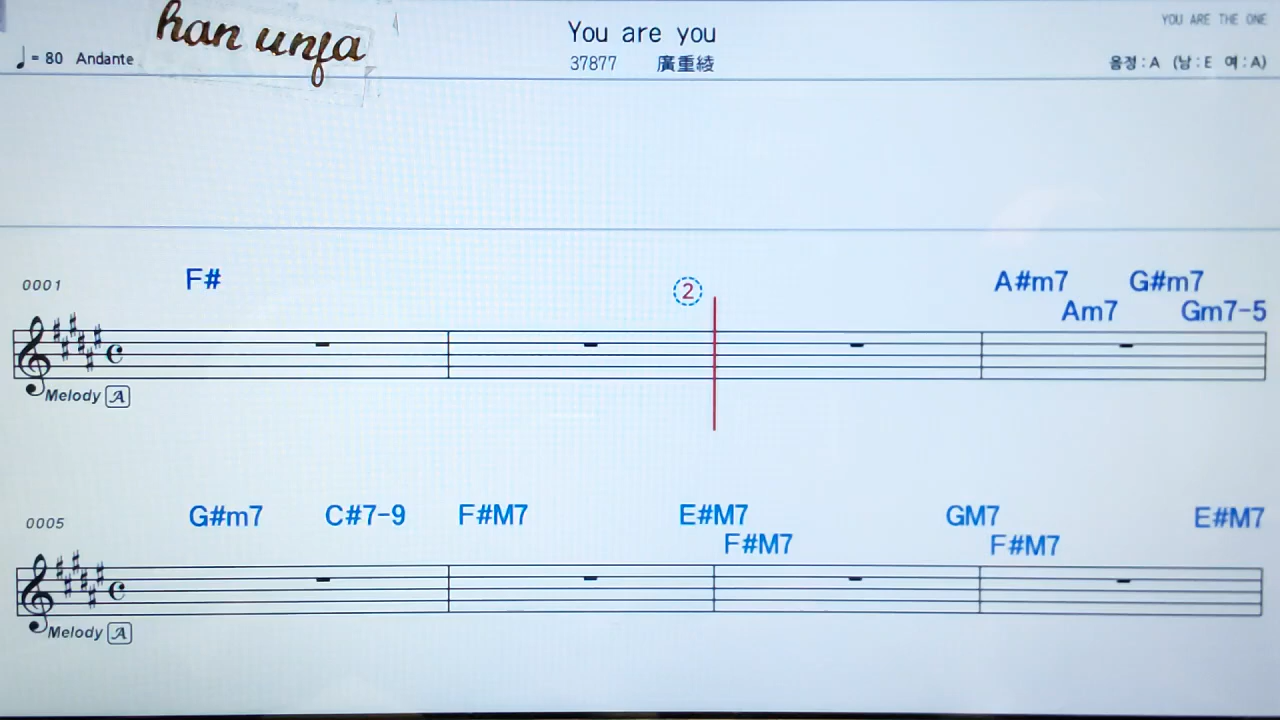 han unfa
You are you
YOU ARE THE ONE
♩= 80 Andante
37877 廣重綾
음정:A (남:E 여:A)
0001 F# ② A#m7 G#m7
Am7 Gm7-5
Melody A
0005 G#m7 C#7-9 F#M7 E#M7 GM7 E#M7
F#M7 F#M7
Melody A